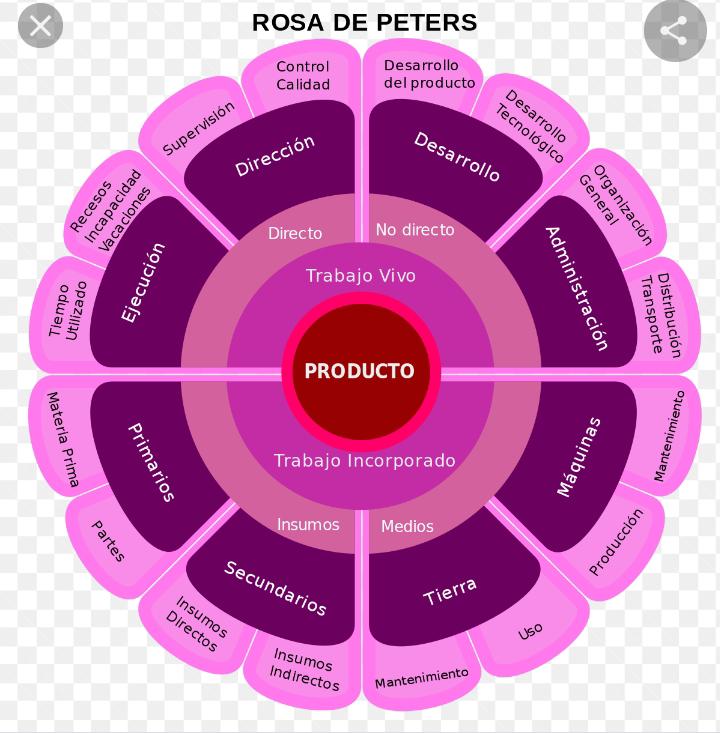 ROSA DE PETERS
Control
Calidad
Desarrollo
del producto
Supervisión
Desarrollo
Tecnológico
Dirección
Desarrollo
Recesos
Incapacidad
Vacaciones
Organización
General
Directo
No directo
Ejecución
Administración
Trabajo Vivo
Tiempo
Utilizado
Distribución
Transporte
PRODUCTO
Materia Prima
Mantenimiento
Primarios
Máquinas
Trabajo Incorporado
Insumos
Medios
Partes
Producción
Secundarios
Tierra
Insumos
Directos
Uso
Insumos
Indirectos
Mantenimiento